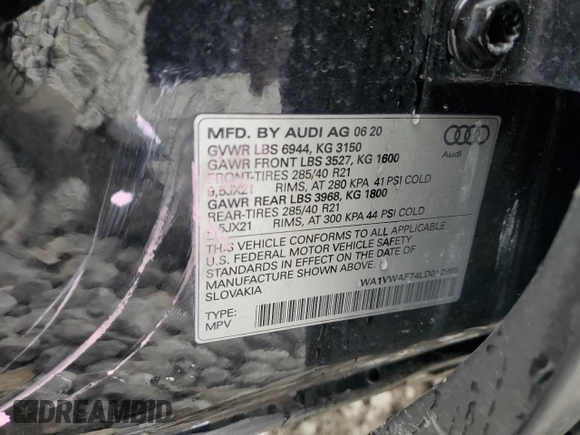 MFD. BY AUDI AG 06 20
GVWR LBS 6944, KG 3150
GAWR FRONT LBS 3527, KG 1600
FRONT-TIRES 285/40 R21
9,5JX21 RIMS, AT 280 KPA 41 PSI COLD
GAWR REAR LBS 3968, KG 1800
REAR-TIRES 285/40 R21
5JX21 RIMS, AT 300 KPA 44 PSI COLD
THIS VEHICLE CONFORMS TO ALL APPLICABLE
U.S. FEDERAL MOTOR VEHICLE SAFETY
STANDARDS IN EFFECT ON THE DATE OF
MANUFACTURE SHOWN ABOVE.
SLOVAKIA
TYPE:
MPV
Audi
DREAMBID